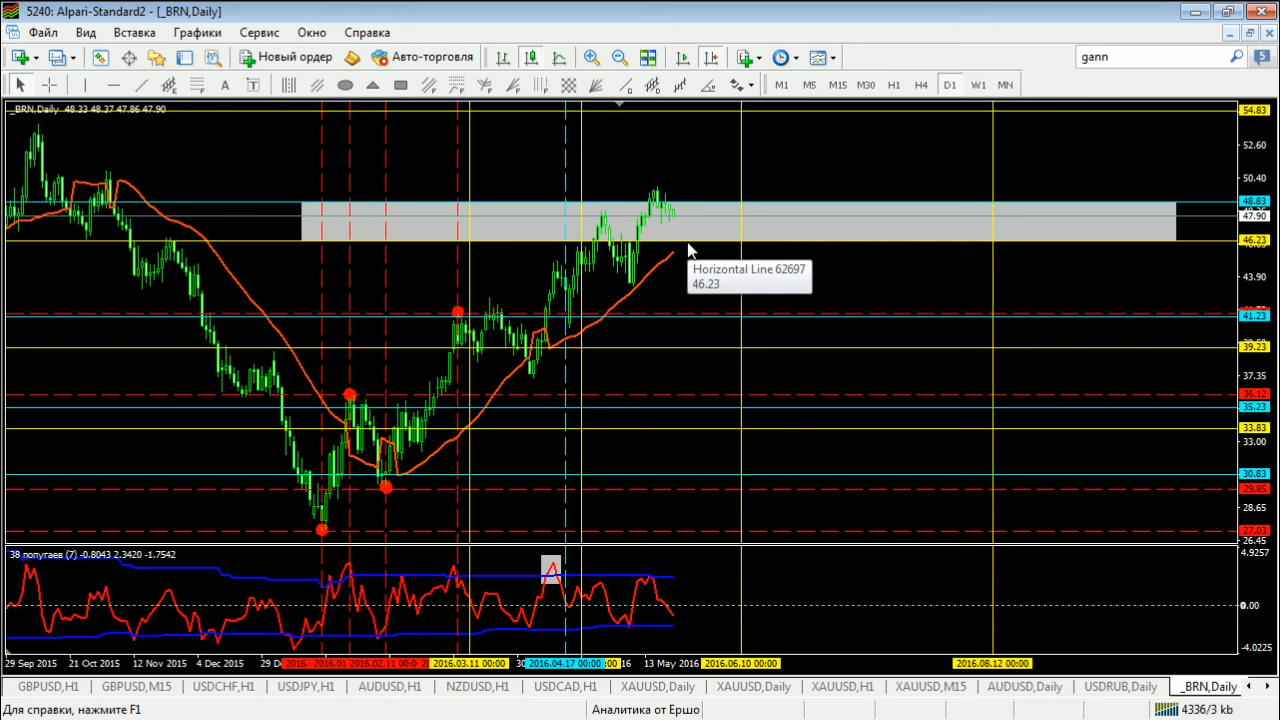 5240: Alpari-Standard2 - [_BRN,Daily]
Файл Вид Вставка Графики Сервис Окно Справка
Новый ордер Авто-торговля gann 5
A T M1 M5 M15 M30 H1 H4 D1 W1 MN
_BRN,Daily 48.33 48.37 47.86 47.90
54.83
52.60
50.40
48.83
47.90
46.23
Horizontal Line 62697
46.23
43.90
41.23
39.23
37.35
36.12
35.23
33.83
33.00
30.83
29.85
28.65
27.03
26.45
38 попугаев (7) -0.8043 2.3420 -1.7542
4.9257
0.00
-4.0225
29 Sep 2015 21 Oct 2015 12 Nov 2015 4 Dec 2015 2016.02.11 00:0 2016.03.11 00:00 2016.04.17 00:00 16 13 May 2016 2016.06.10 00:00 2016.08.12 00:00
GBPUSD,H1 GBPUSD,M15 USDCHF,H1 USDJPY,H1 AUDUSD,H1 NZDUSD,H1 USDCAD,H1 XAUUSD,Daily XAUUSD,Daily XAUUSD,H1 XAUUSD,M15 AUDUSD,Daily USDRUB,Daily _BRN,Daily
Для справки, нажмите F1 Аналитика от Ершо 4336/3 kb